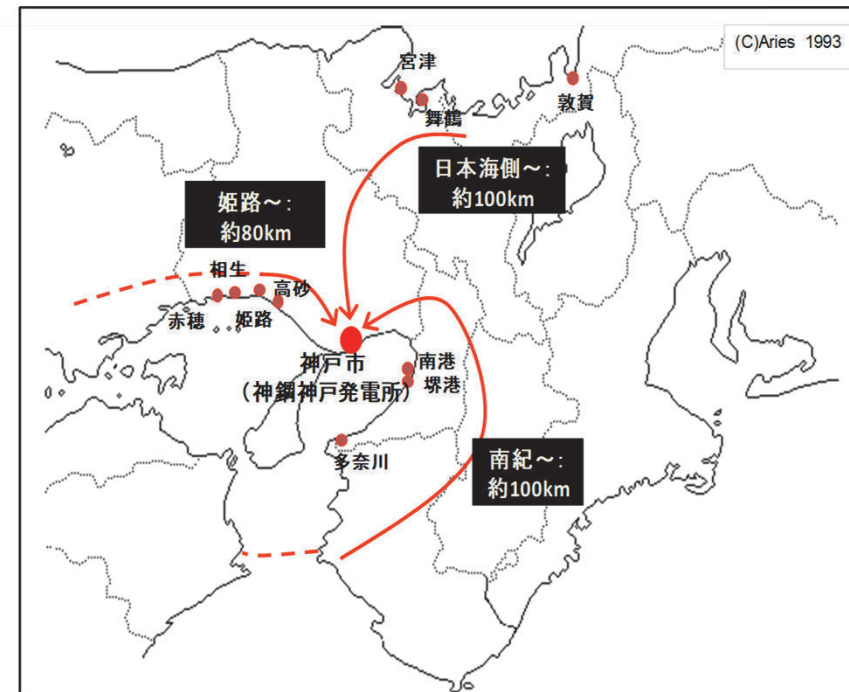 (C)Aries 1993
宮津
敦賀
舞鶴
日本海側～:
約100km
姫路～:
約80km
相生
高砂
赤穂
姫路
神戸市
(神鋼神戸発電所)
南港
堺港
多奈川
南紀～:
約100km